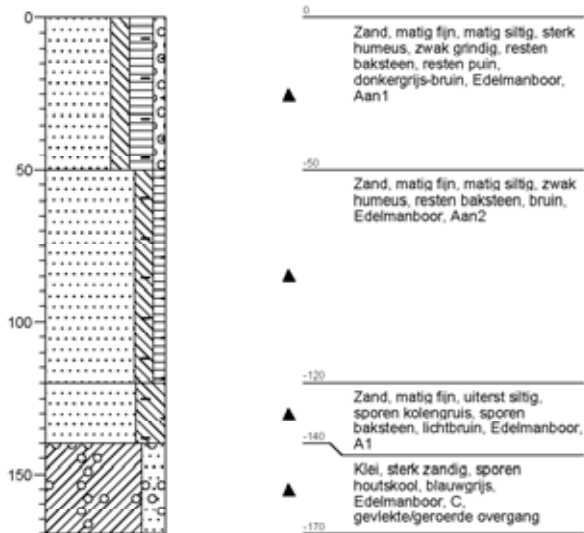 0
0
Zand, matig fijn, matig siltig, sterk
humeus, zwak grindig, resten
baksteen, resten puin,
donkergrijs-bruin, Edelmanboor,
Aan1
50
-50
Zand, matig fijn, matig siltig, zwak
humeus, resten baksteen, bruin,
Edelmanboor, Aan2
100
-120
Zand, matig fijn, uiterst siltig,
sporen kolengruis, sporen
baksteen, lichtbruin, Edelmanboor,
A1
-140
150
Klei, sterk zandig, sporen
houtskool, blauwgrijs,
Edelmanboor, C,
gevlekte/geroerde overgang
-170